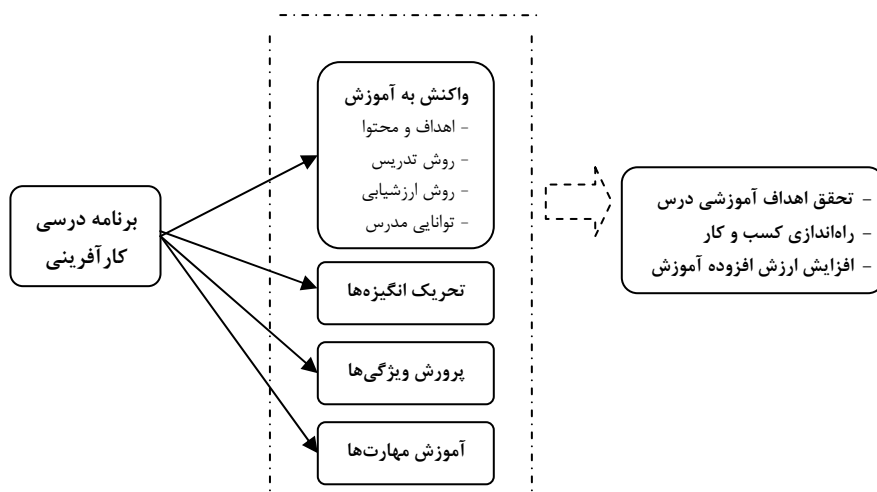 برنامه درسی
کارآفرینی
واکنش به آموزش
- اهداف و محتوا
- روش تدریس
- روش ارزشیابی
- توانایی مدرس
تحریک انگیزه‌ها
پرورش ویژگی‌ها
آموزش مهارت‌ها
- تحقق اهداف آموزشی درس
- راه‌اندازی کسب و کار
- افزایش ارزش افزوده آموزش